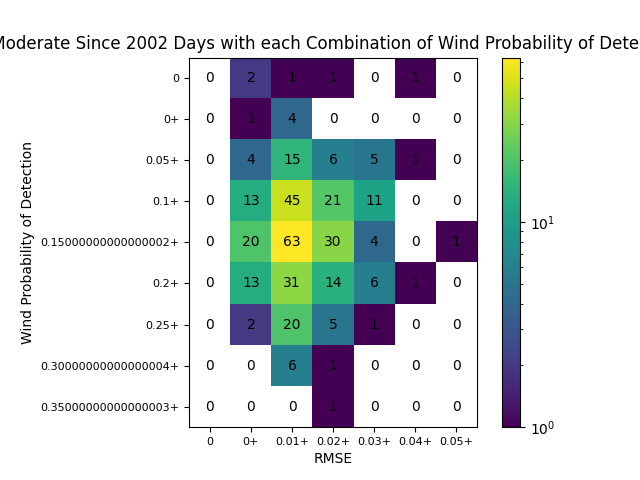 Moderate Since 2002 Days with each Combination of Wind Probability of Dete
0 0 2 1 1 0 1 0
0+ 0 1 4 0 0 0 0
0.05+ 0 4 15 6 5 1 0
0.1+ 0 13 45 21 11 0 0
0.15000000000000002+ 0 20 63 30 4 0 1
0.2+ 0 13 31 14 6 1 0
0.25+ 0 2 20 5 1 0 0
0.30000000000000004+ 0 0 6 1 0 0 0
0.35000000000000003+ 0 0 0 1 0 0 0
0 0+ 0.01+ 0.02+ 0.03+ 0.04+ 0.05+
RMSE
Wind Probability of Detection
10¹
10⁰